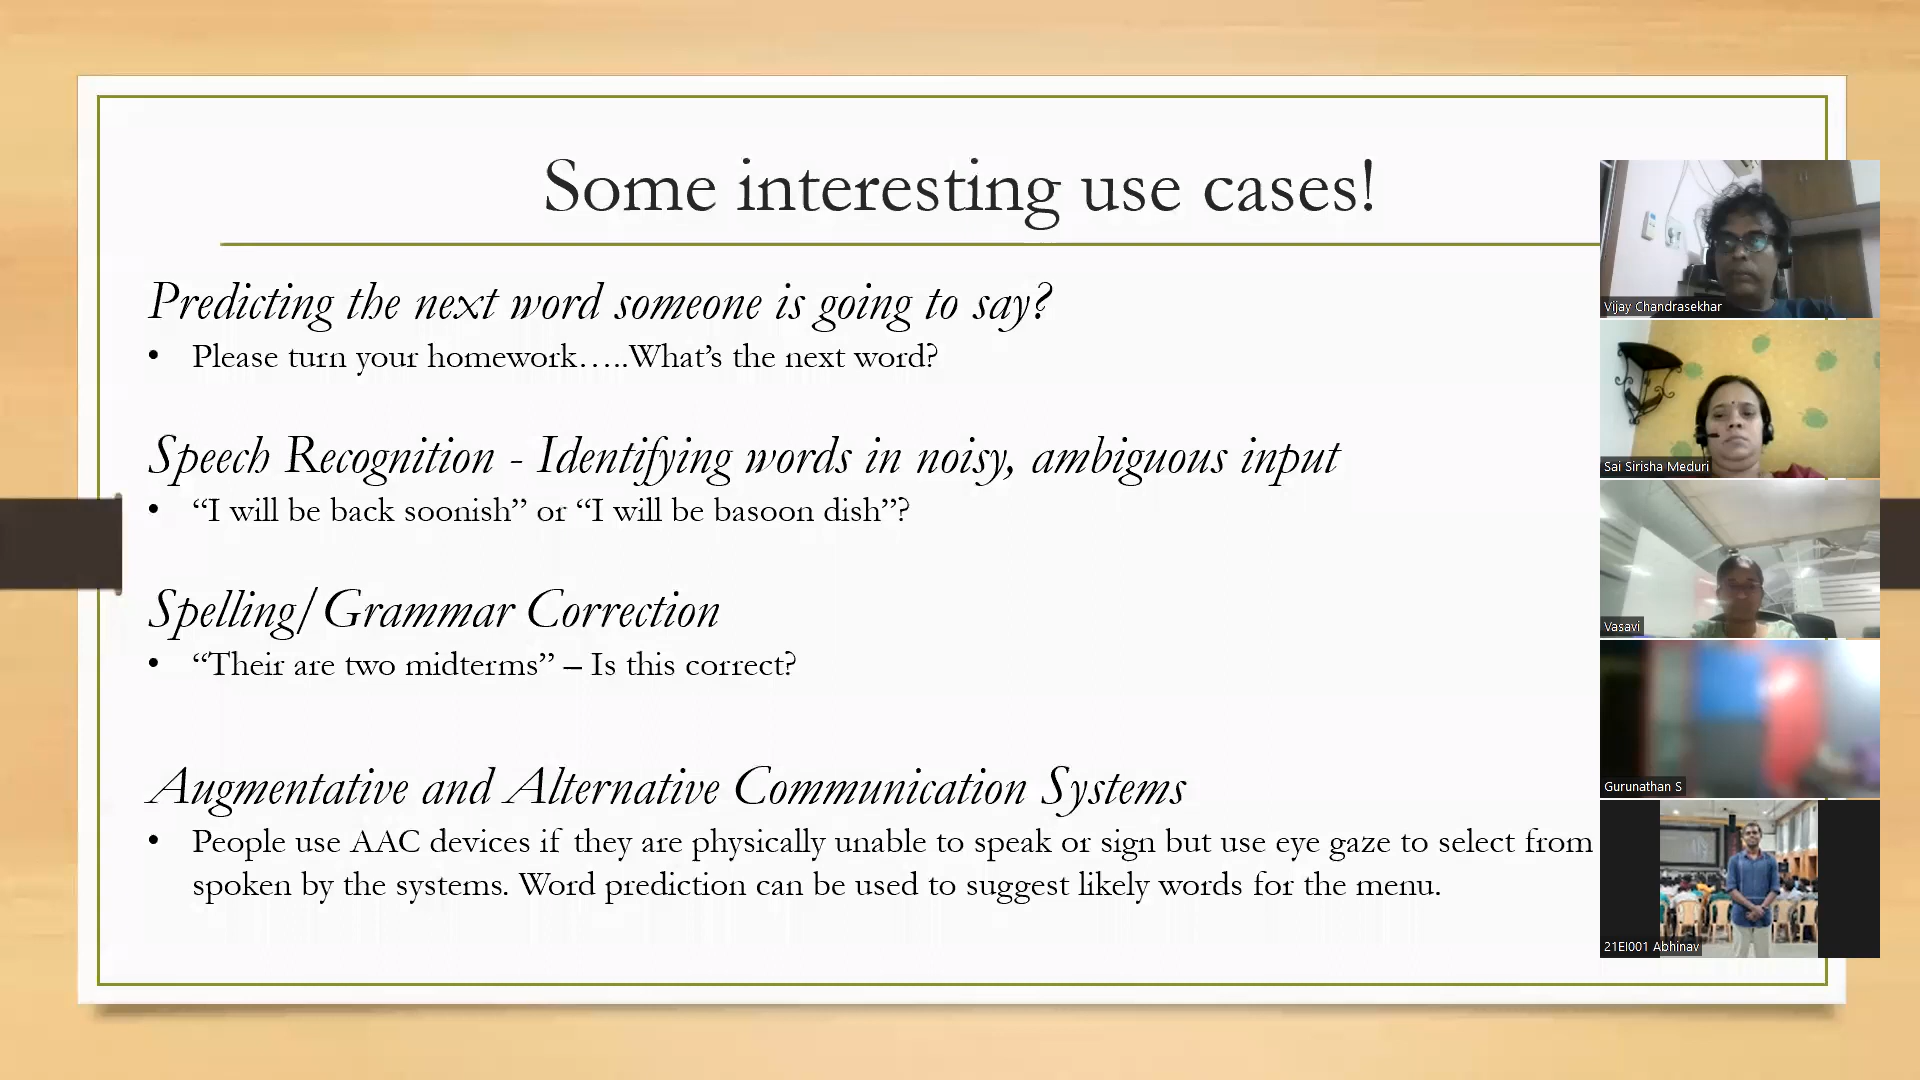 Some interesting use cases!
Predicting the next word someone is going to say?
• Please turn your homework…..What’s the next word?
Speech Recognition - Identifying words in noisy, ambiguous input
• “I will be back soonish” or “I will be basoon dish”?
Spelling/Grammar Correction
• “Their are two midterms” – Is this correct?
Augmentative and Alternative Communication Systems
• People use AAC devices if they are physically unable to speak or sign but use eye gaze to select from
spoken by the systems. Word prediction can be used to suggest likely words for the menu.
Vijay Chandrasekhar
Sai Sirisha Meduri
Vasavi
Gurunathan S
21EI001 Abhinav